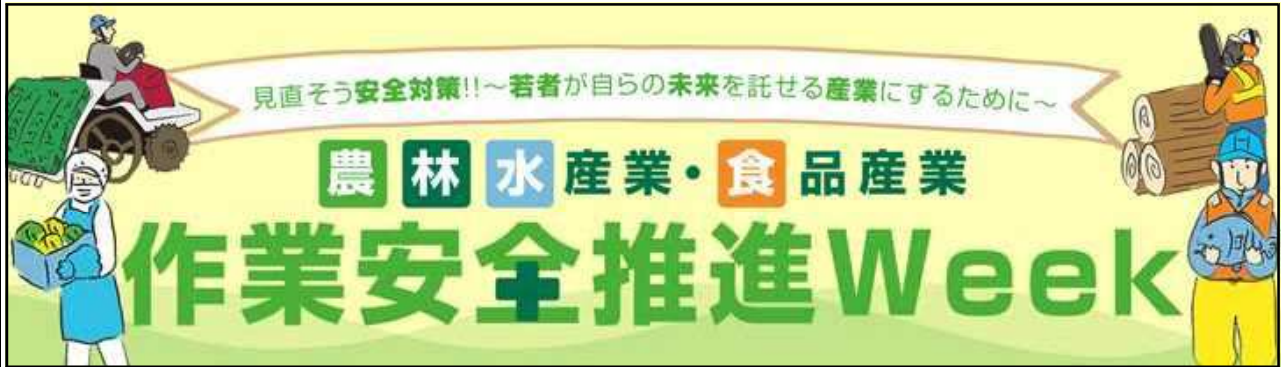 見直そう安全対策!!～若者が自らの未来を託せる産業にするために～
農林水産業・食品産業
作業安全推進Week